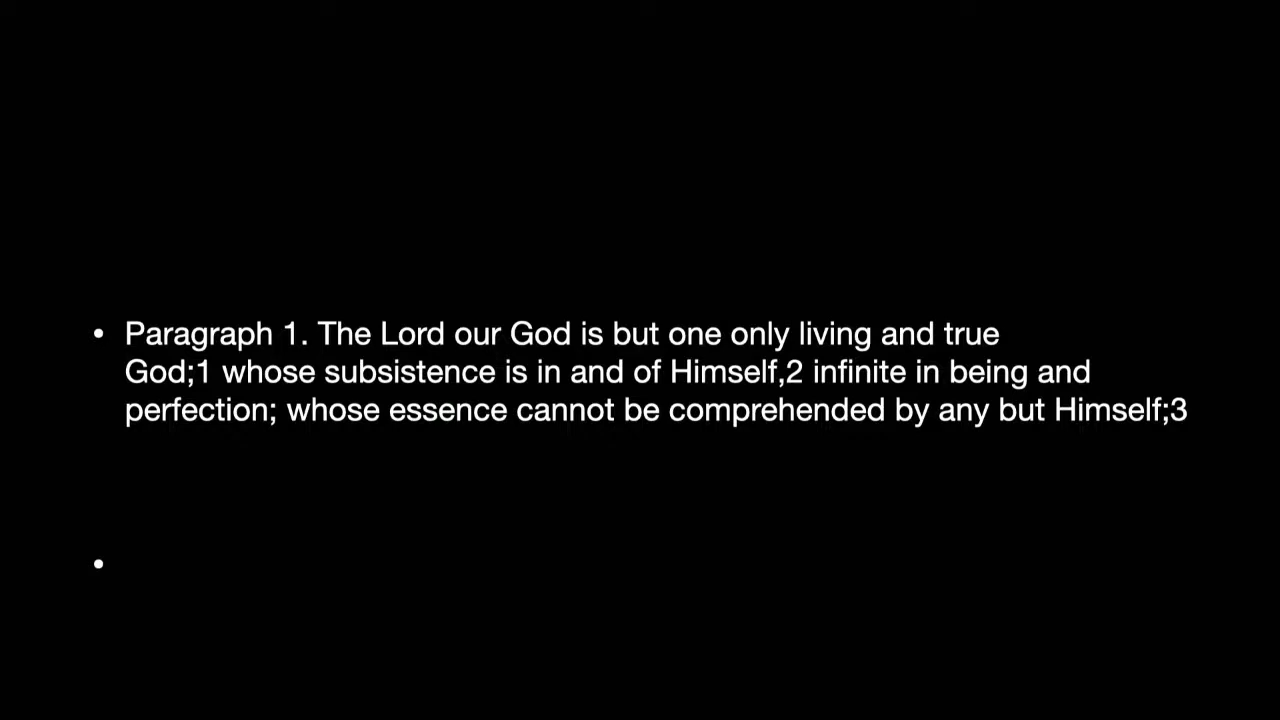 • Paragraph 1. The Lord our God is but one only living and true
God;1 whose subsistence is in and of Himself,2 infinite in being and
perfection; whose essence cannot be comprehended by any but Himself;3
•